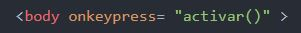 <body onkeypress= "activar()" >